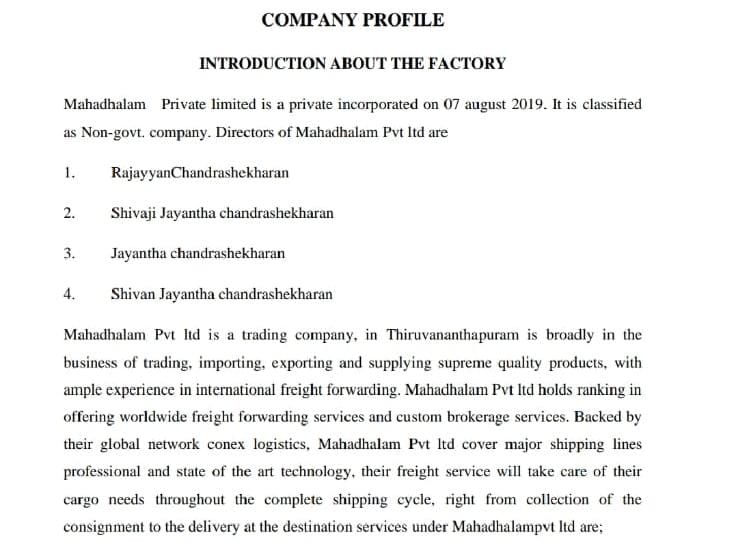 COMPANY PROFILE
INTRODUCTION ABOUT THE FACTORY
Mahadhalam Private limited is a private incorporated on 07 august 2019. It is classified
as Non-govt. company. Directors of Mahadhalam Pvt ltd are
1. RajayyanChandrashekharan
2. Shivaji Jayantha chandrashekharan
3. Jayantha chandrashekharan
4. Shivan Jayantha chandrashekharan
Mahadhalam Pvt ltd is a trading company, in Thiruvananthapuram is broadly in the
business of trading, importing, exporting and supplying supreme quality products, with
ample experience in international freight forwarding. Mahadhalam Pvt ltd holds ranking in
offering worldwide freight forwarding services and custom brokerage services. Backed by
their global network conex logistics, Mahadhalam Pvt ltd cover major shipping lines
professional and state of the art technology, their freight service will take care of their
cargo needs throughout the complete shipping cycle, right from collection of the
consignment to the delivery at the destination services under Mahadhalampvt ltd are;